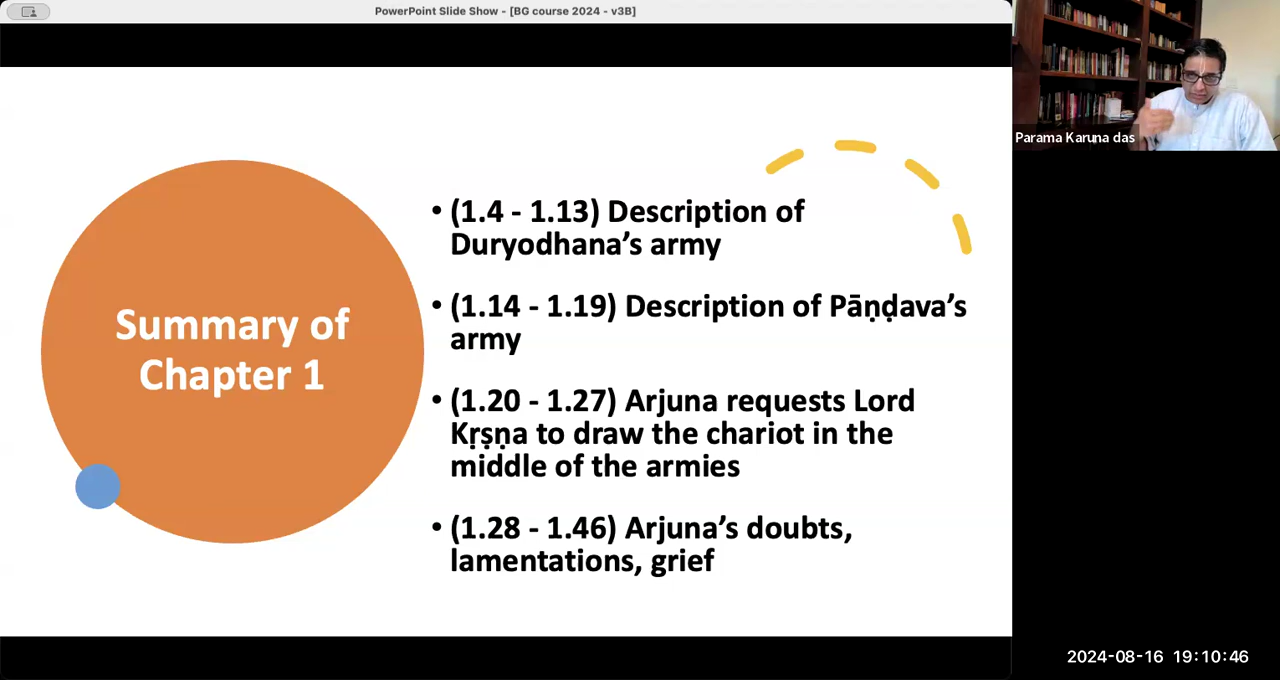 PowerPoint Slide Show - [BG course 2024 - v3B]
Parama Karuna das
Summary of
Chapter 1
• (1.4 - 1.13) Description of
Duryodhana’s army
• (1.14 - 1.19) Description of Pāṇḍava’s
army
• (1.20 - 1.27) Arjuna requests Lord
Kṛṣṇa to draw the chariot in the
middle of the armies
• (1.28 - 1.46) Arjuna’s doubts,
lamentations, grief
2024-08-16 19:10:46